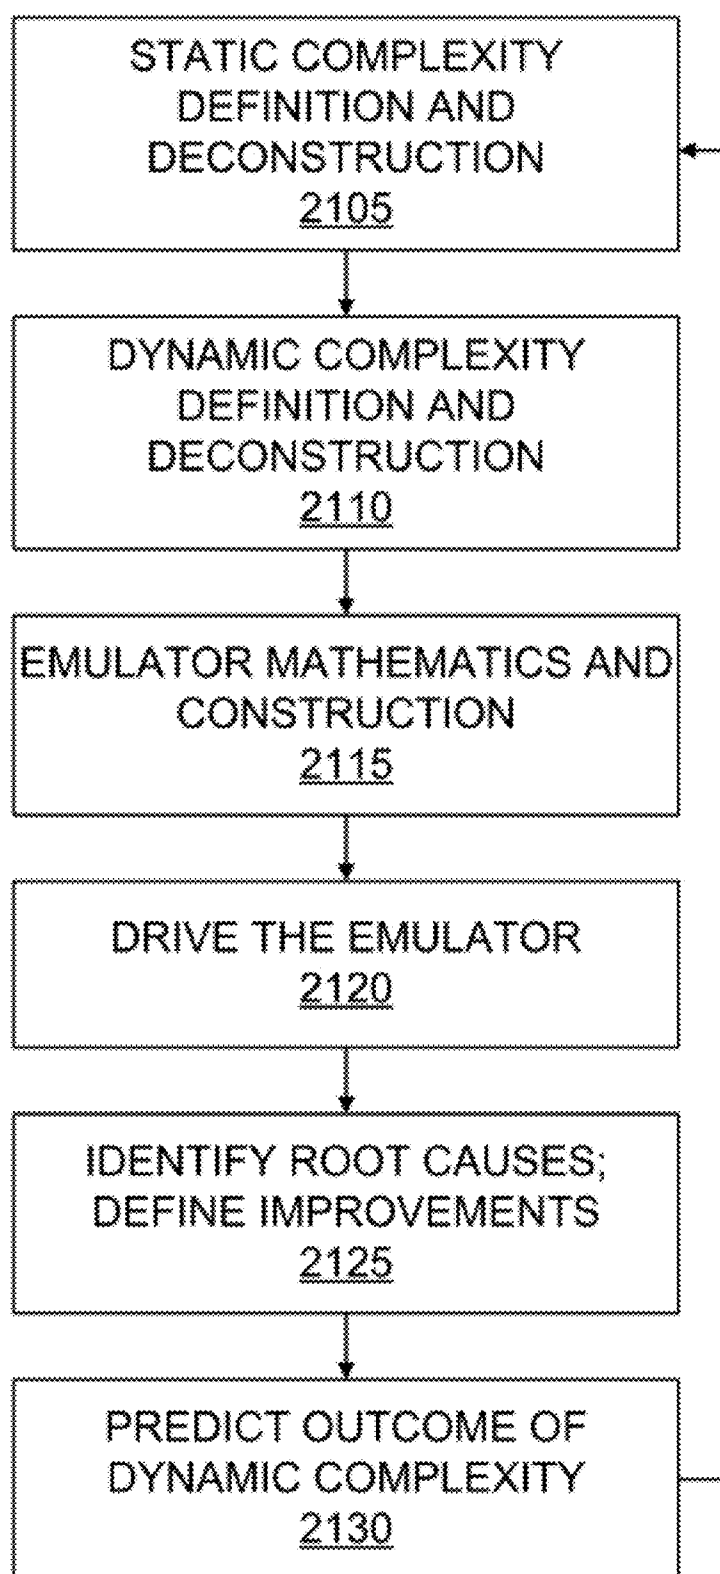 STATIC COMPLEXITY
DEFINITION AND
DECONSTRUCTION
2105
DYNAMIC COMPLEXITY
DEFINITION AND
DECONSTRUCTION
2110
EMULATOR MATHEMATICS AND
CONSTRUCTION
2115
DRIVE THE EMULATOR
2120
IDENTIFY ROOT CAUSES;
DEFINE IMPROVEMENTS
2125
PREDICT OUTCOME OF
DYNAMIC COMPLEXITY
2130